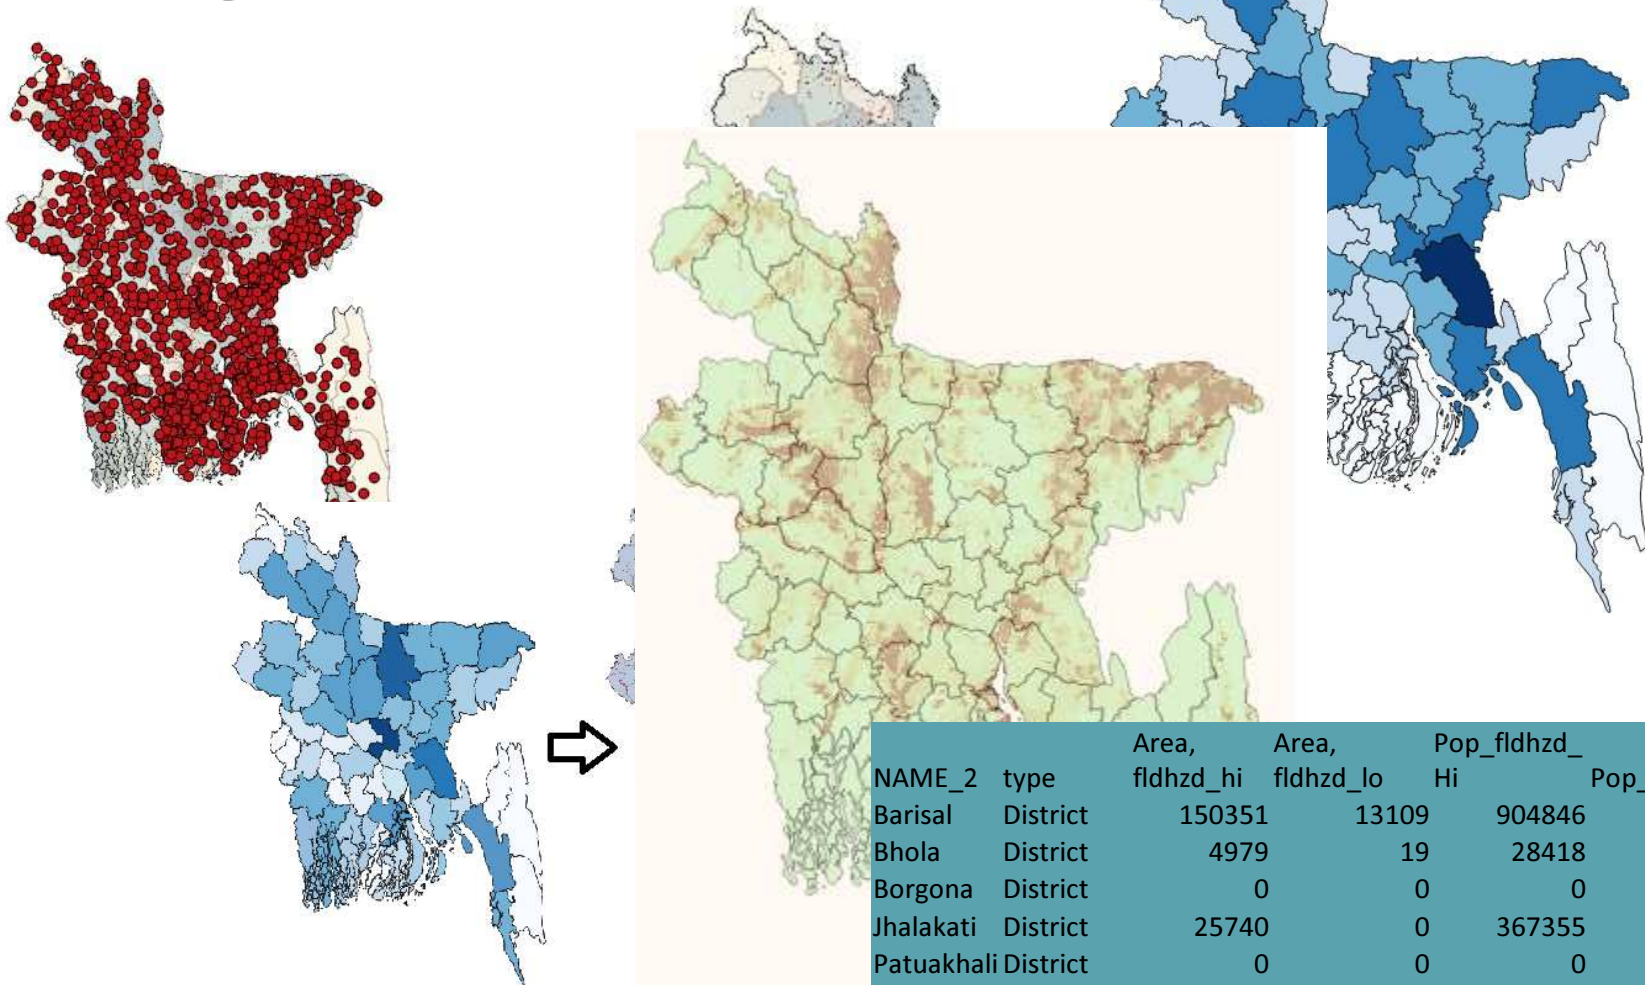 Area, Area, Pop_fldhzd_
NAME_2 type fldhzd_hi fldhzd_lo Hi Pop_
Barisal District 150351 13109 904846
Bhola District 4979 19 28418
Borgona District 0 0 0
Jhalakati District 25740 0 367355
Patuakhali District 0 0 0